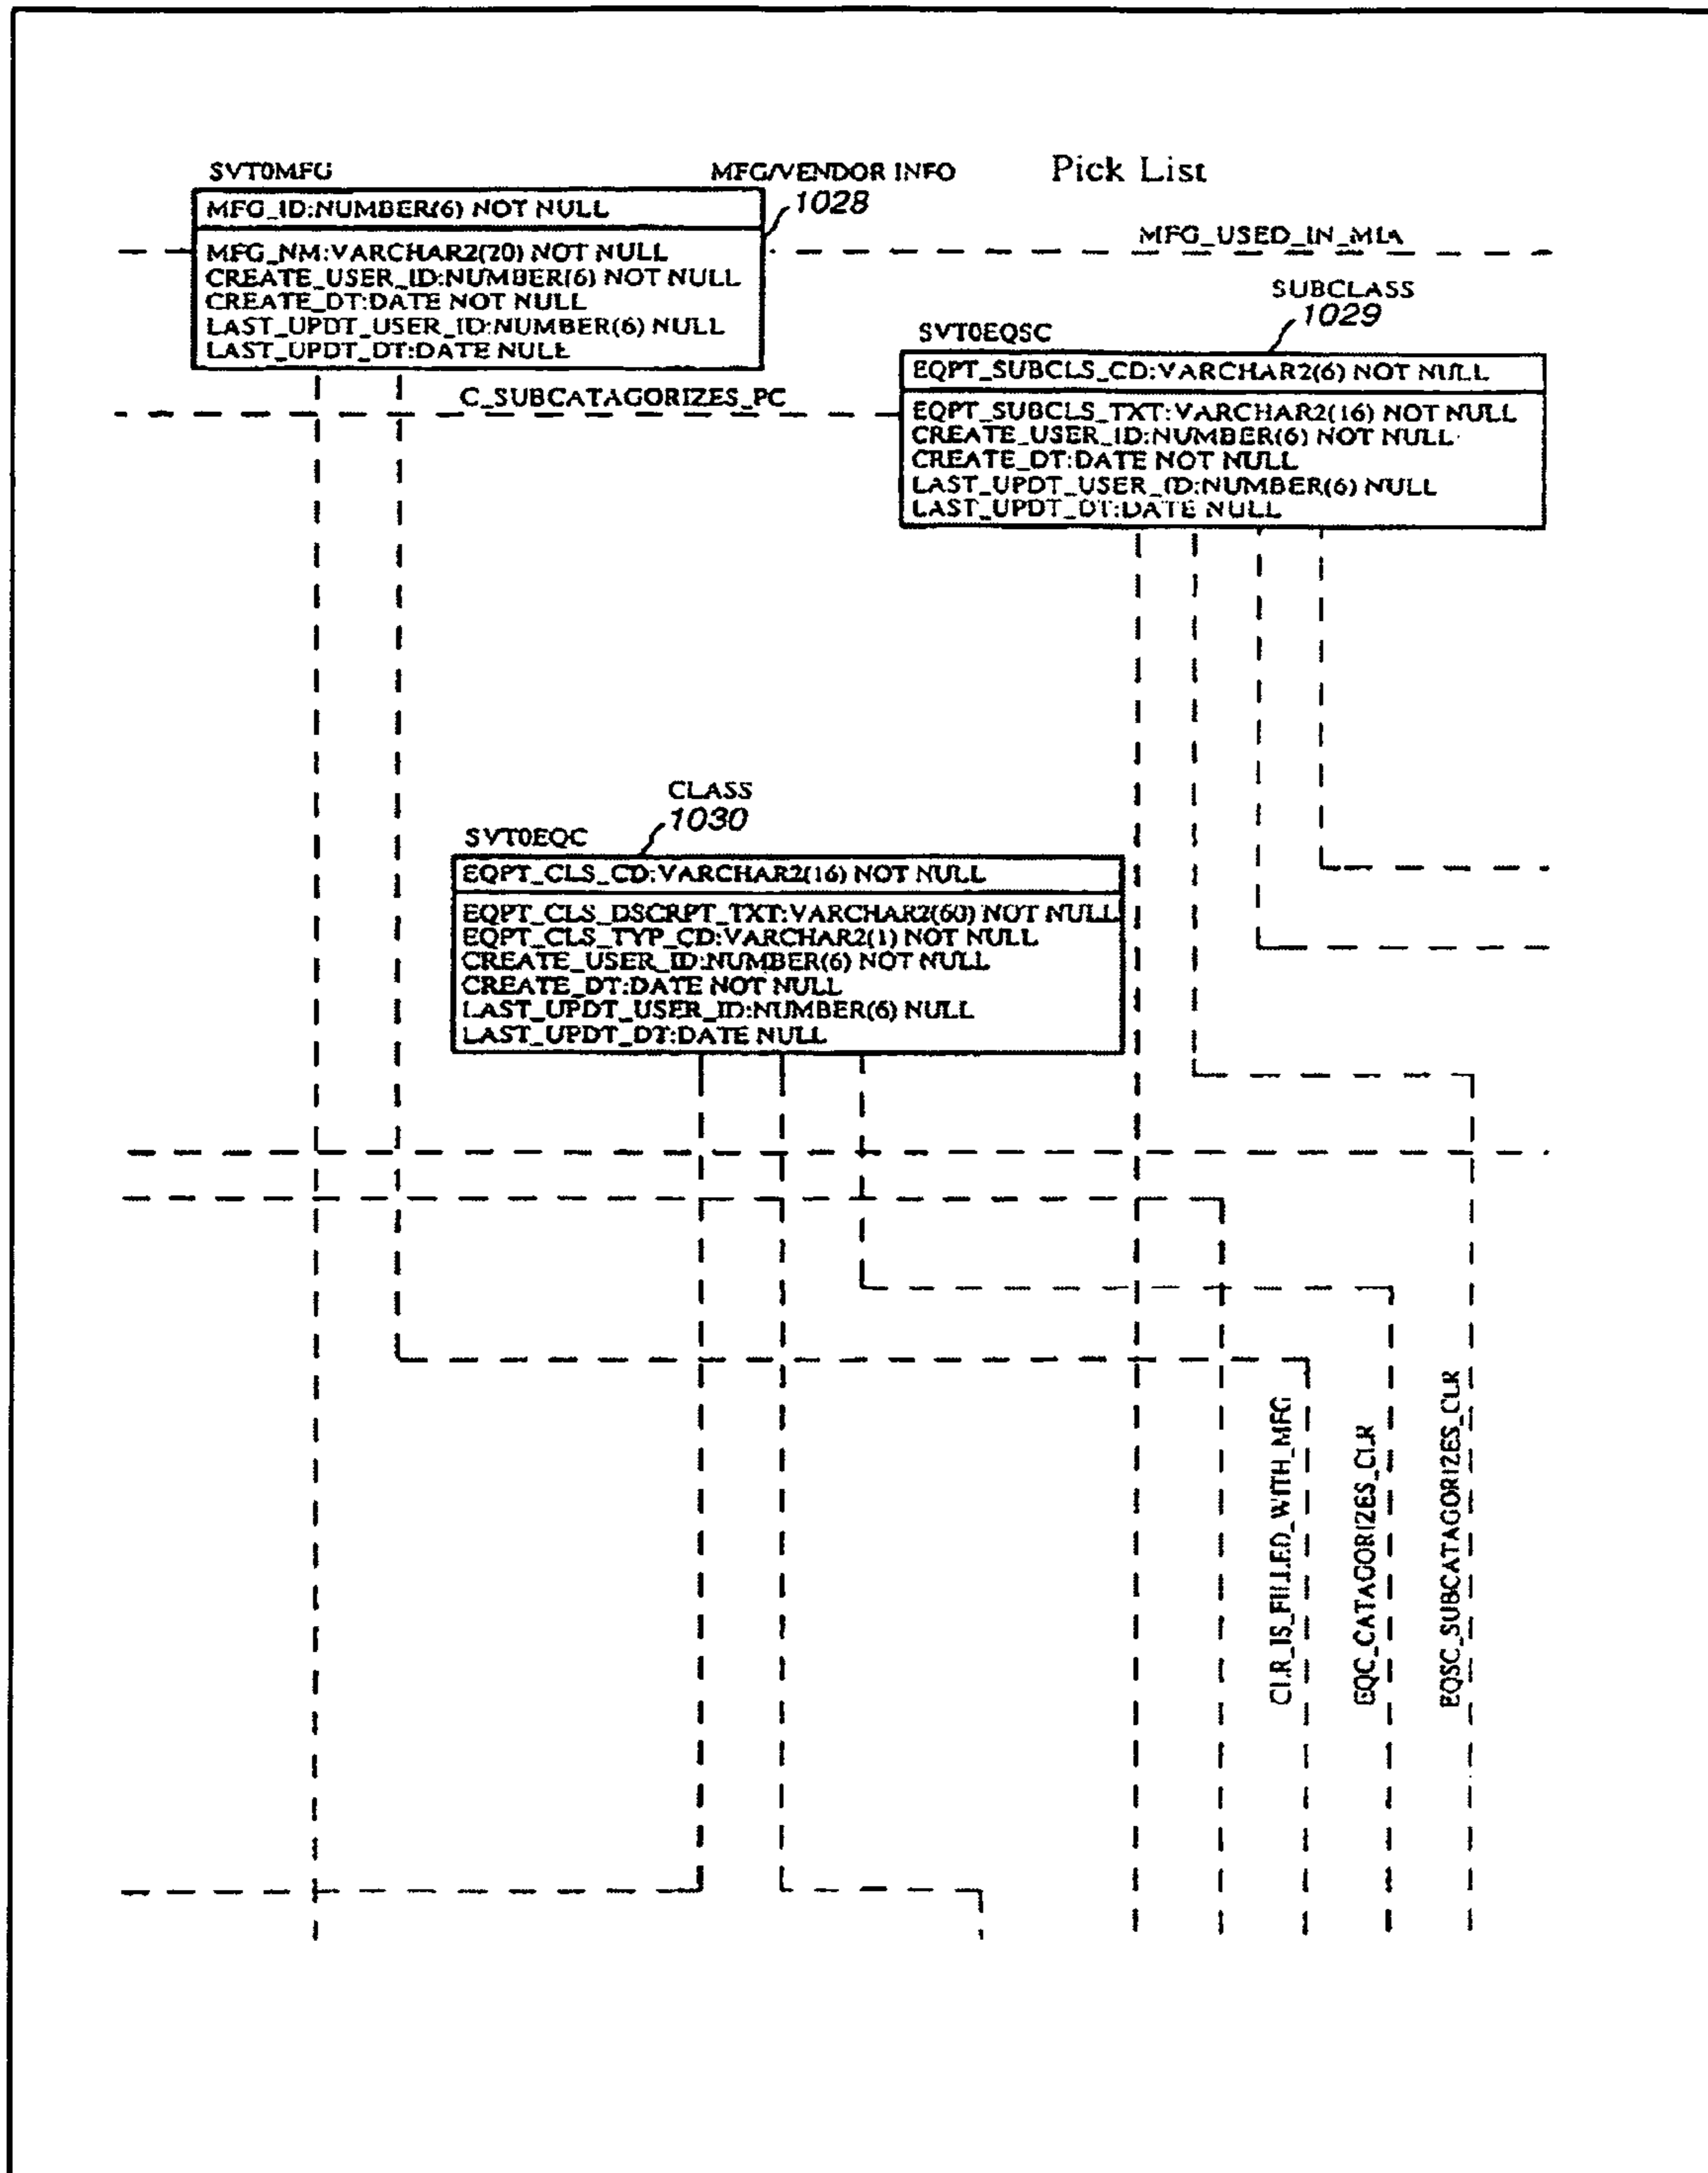 Pick List
SVT0MFG
MFG/VENDOR INFO
1028
MFG_ID:NUMBER(6) NOT NULL
MFG_NM:VARCHAR2(20) NOT NULL
CREATE_USER_ID:NUMBER(6) NOT NULL
CREATE_DT:DATE NOT NULL
LAST_UPDT_USER_ID:NUMBER(6) NULL
LAST_UPDT_DT:DATE NULL
MFG_USED_IN_MLA
SUBCLASS
1029
SVT0EQSC
EQPT_SUBCLS_CD:VARCHAR2(6) NOT NULL
EQPT_SUBCLS_TXT:VARCHAR2(16) NOT NULL
CREATE_USER_ID:NUMBER(6) NOT NULL
CREATE_DT:DATE NOT NULL
LAST_UPDT_USER_ID:NUMBER(6) NULL
LAST_UPDT_DT:DATE NULL
C_SUBCATAGORIZES_PC
CLASS
1030
SVT0EQC
EQPT_CLS_CD:VARCHAR2(16) NOT NULL
EQPT_CLS_DSCRPT_TXT:VARCHAR2(60) NOT NULL
EQPT_CLS_TYP_CD:VARCHAR2(1) NOT NULL
CREATE_USER_ID:NUMBER(6) NOT NULL
CREATE_DT:DATE NOT NULL
LAST_UPDT_USER_ID:NUMBER(6) NULL
LAST_UPDT_DT:DATE NULL
CLR_IS_FILLED_WITH_MFG
EQC_CATAGORIZES_CLR
EQSC_SUBCATAGORIZES_CLR